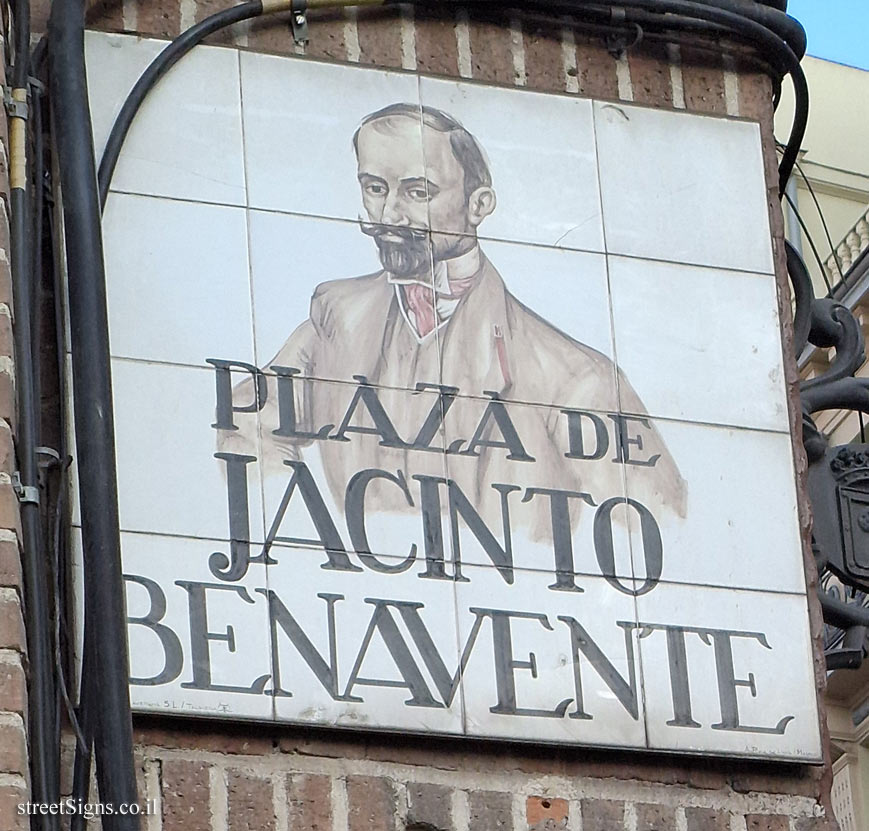 PLAZA DE
JACINTO
BENAVENTE
streetSigns.co.il